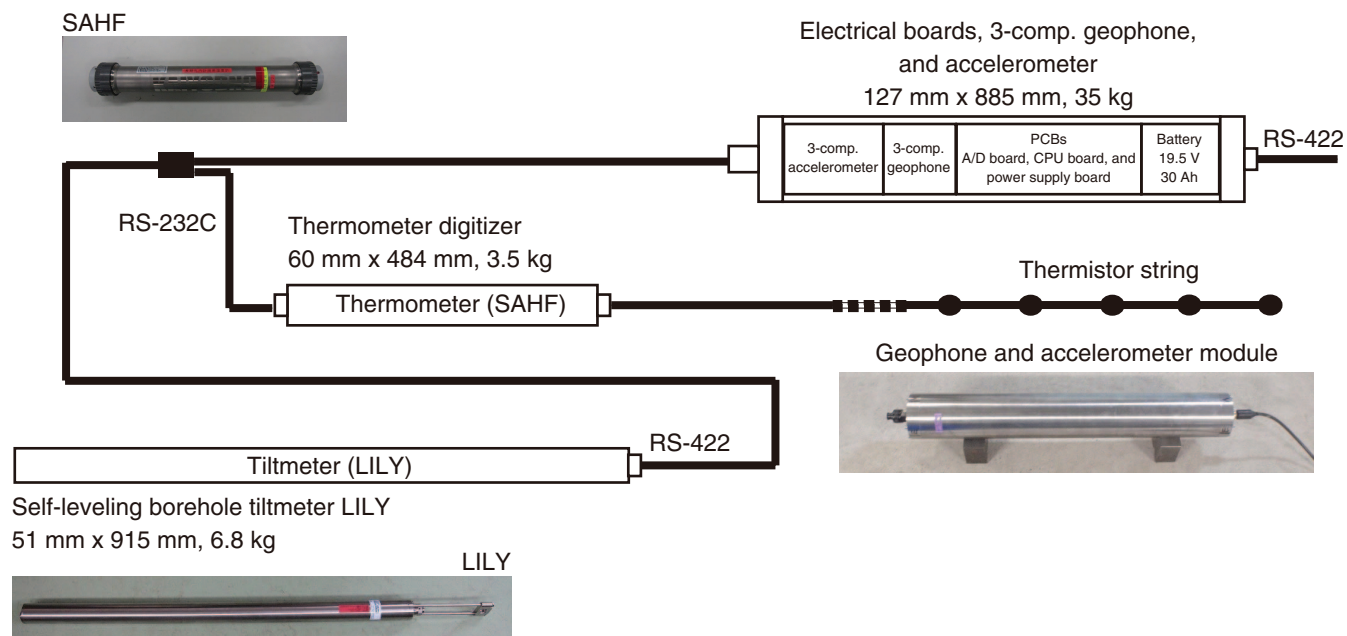 SAHF
Electrical boards, 3-comp. geophone,
and accelerometer
127 mm x 885 mm, 35 kg
3-comp.
accelerometer
3-comp.
geophone
PCBs
A/D board, CPU board, and
power supply board
Battery
19.5 V
30 Ah
RS-422
RS-232C
Thermometer digitizer
60 mm x 484 mm, 3.5 kg
Thermometer (SAHF)
Thermistor string
Geophone and accelerometer module
RS-422
Tiltmeter (LILY)
Self-leveling borehole tiltmeter LILY
51 mm x 915 mm, 6.8 kg
LILY